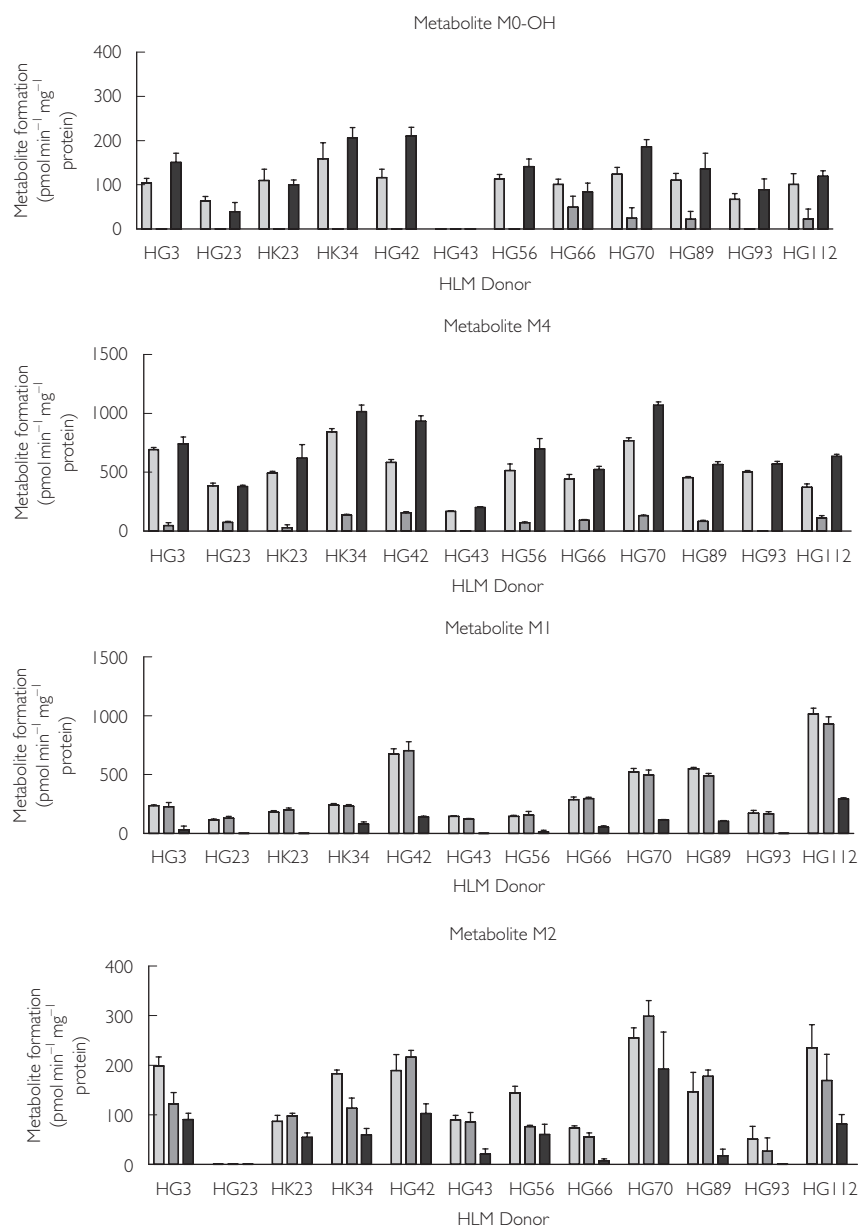 Metabolite M0-OH
Metabolite formation
(pmol min⁻¹ mg⁻¹
protein)
400
300
200
100
0
HG3 HG23 HK23 HK34 HG42 HG43 HG56 HG66 HG70 HG89 HG93 HG112
HLM Donor
Metabolite M4
Metabolite formation
(pmol min⁻¹ mg⁻¹
protein)
1500
1000
500
0
HG3 HG23 HK23 HK34 HG42 HG43 HG56 HG66 HG70 HG89 HG93 HG112
HLM Donor
Metabolite M1
Metabolite formation
(pmol min⁻¹ mg⁻¹
protein)
1500
1000
500
0
HG3 HG23 HK23 HK34 HG42 HG43 HG56 HG66 HG70 HG89 HG93 HG112
HLM Donor
Metabolite M2
Metabolite formation
(pmol min⁻¹ mg⁻¹
protein)
400
300
200
100
0
HG3 HG23 HK23 HK34 HG42 HG43 HG56 HG66 HG70 HG89 HG93 HG112
HLM Donor